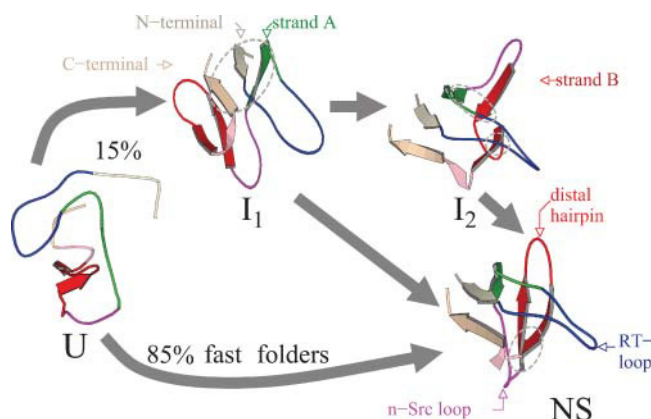 N−terminal
strand A
C−terminal
strand B
15%
I1
I2
distal
hairpin
U
85% fast folders
RT−
loop
n−Src loop
NS